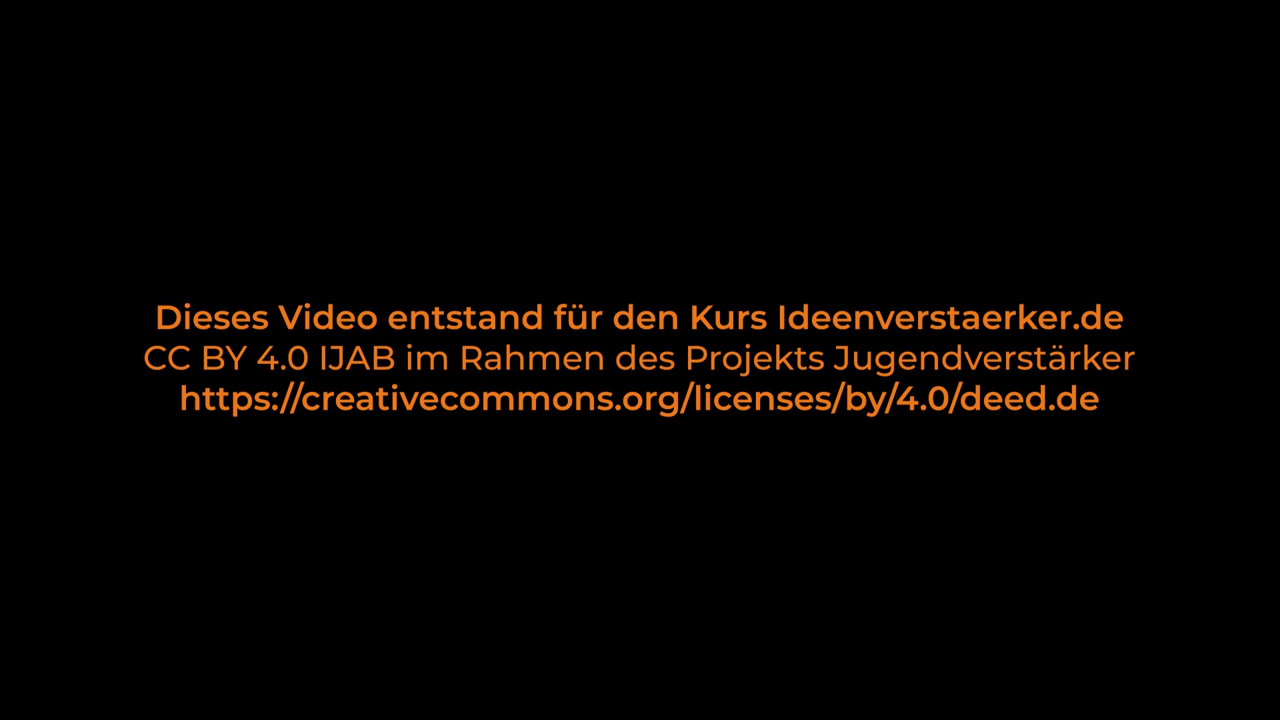 Dieses Video entstand für den Kurs Ideenverstaerker.de
CC BY 4.0 IJAB im Rahmen des Projekts Jugendverstärker
https://creativecommons.org/licenses/by/4.0/deed.de